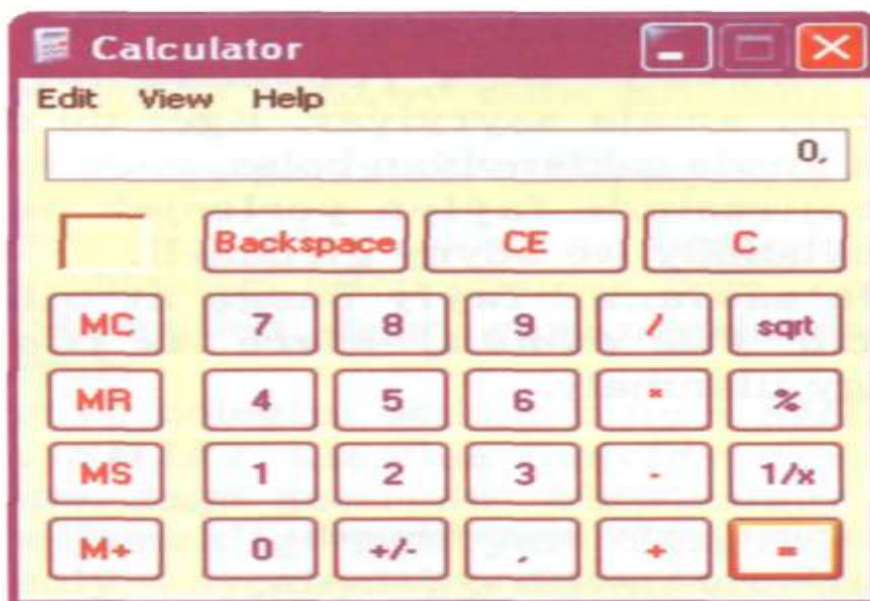 Calculator
Edit View Help
0,
Backspace CE C
MC 7 8 9 / sqrt
MR 4 5 6 * %
MS 1 2 3 - 1/x
M+ 0 +/- , + =